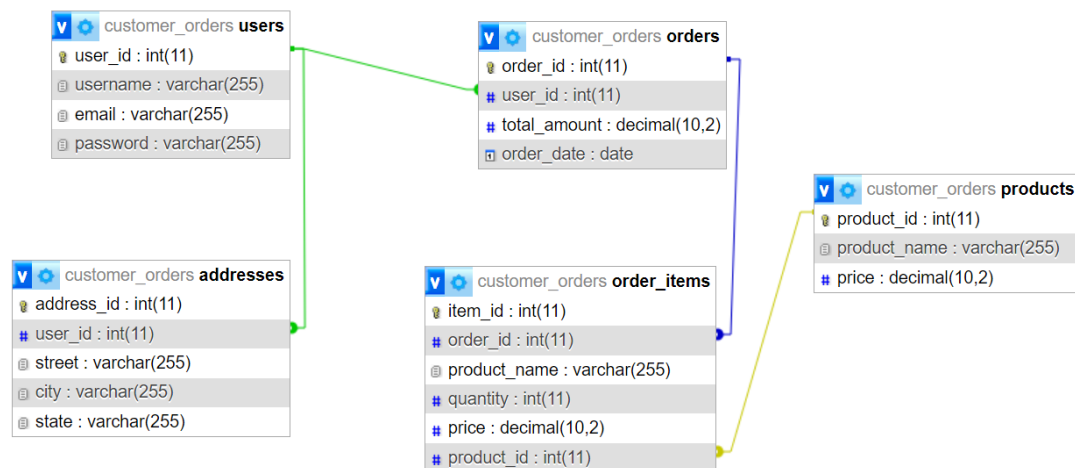 customer_orders users
user_id : int(11)
username : varchar(255)
email : varchar(255)
password : varchar(255)
customer_orders orders
order_id : int(11)
user_id : int(11)
total_amount : decimal(10,2)
order_date : date
customer_orders products
product_id : int(11)
product_name : varchar(255)
price : decimal(10,2)
customer_orders addresses
address_id : int(11)
user_id : int(11)
street : varchar(255)
city : varchar(255)
state : varchar(255)
customer_orders order_items
item_id : int(11)
order_id : int(11)
product_name : varchar(255)
quantity : int(11)
price : decimal(10,2)
product_id : int(11)